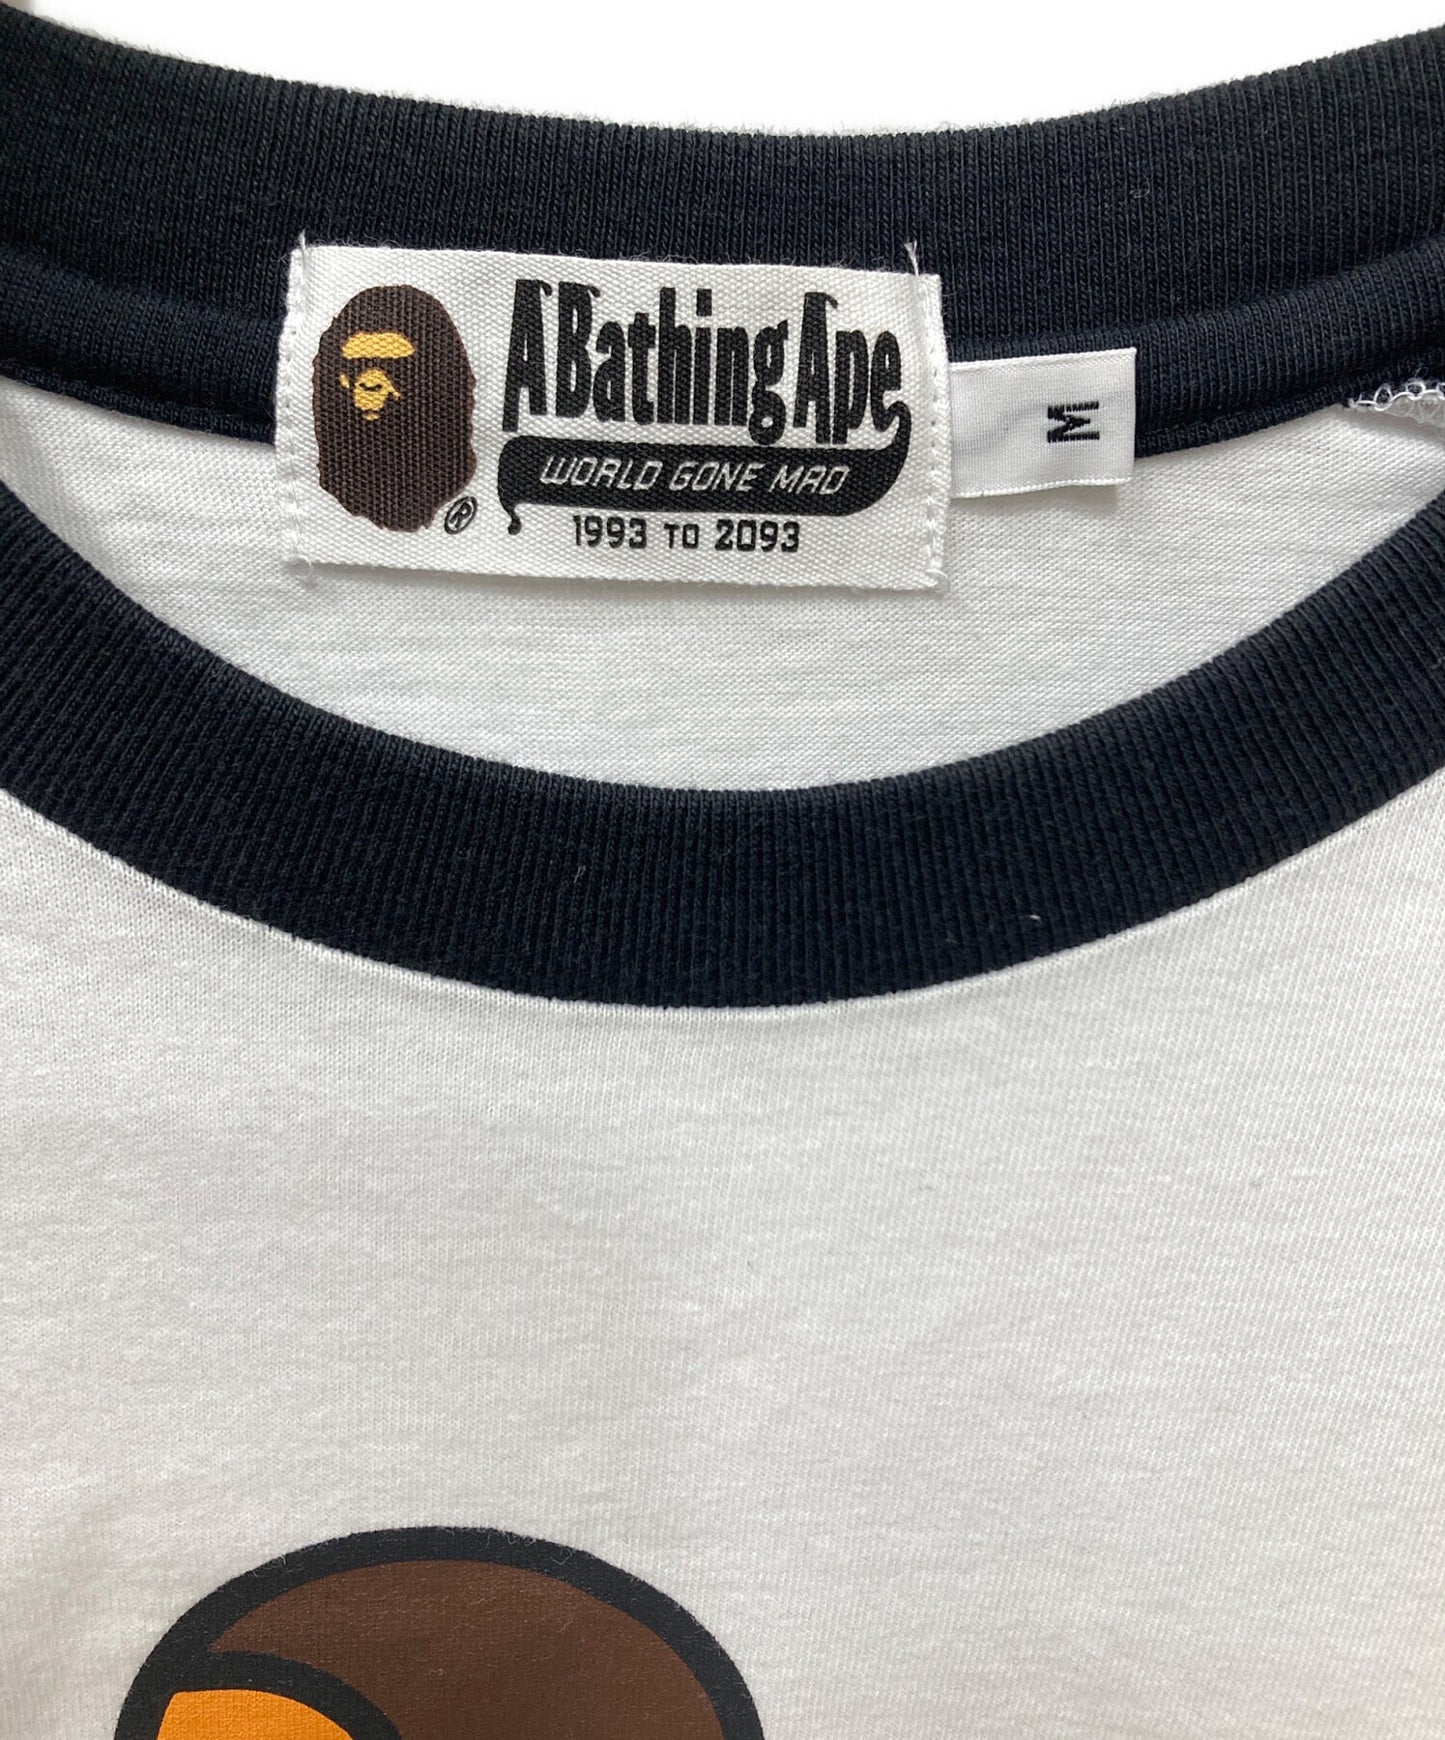 A Bathing Ape
®
WORLD GONE MAD
1993 TO 2093
M